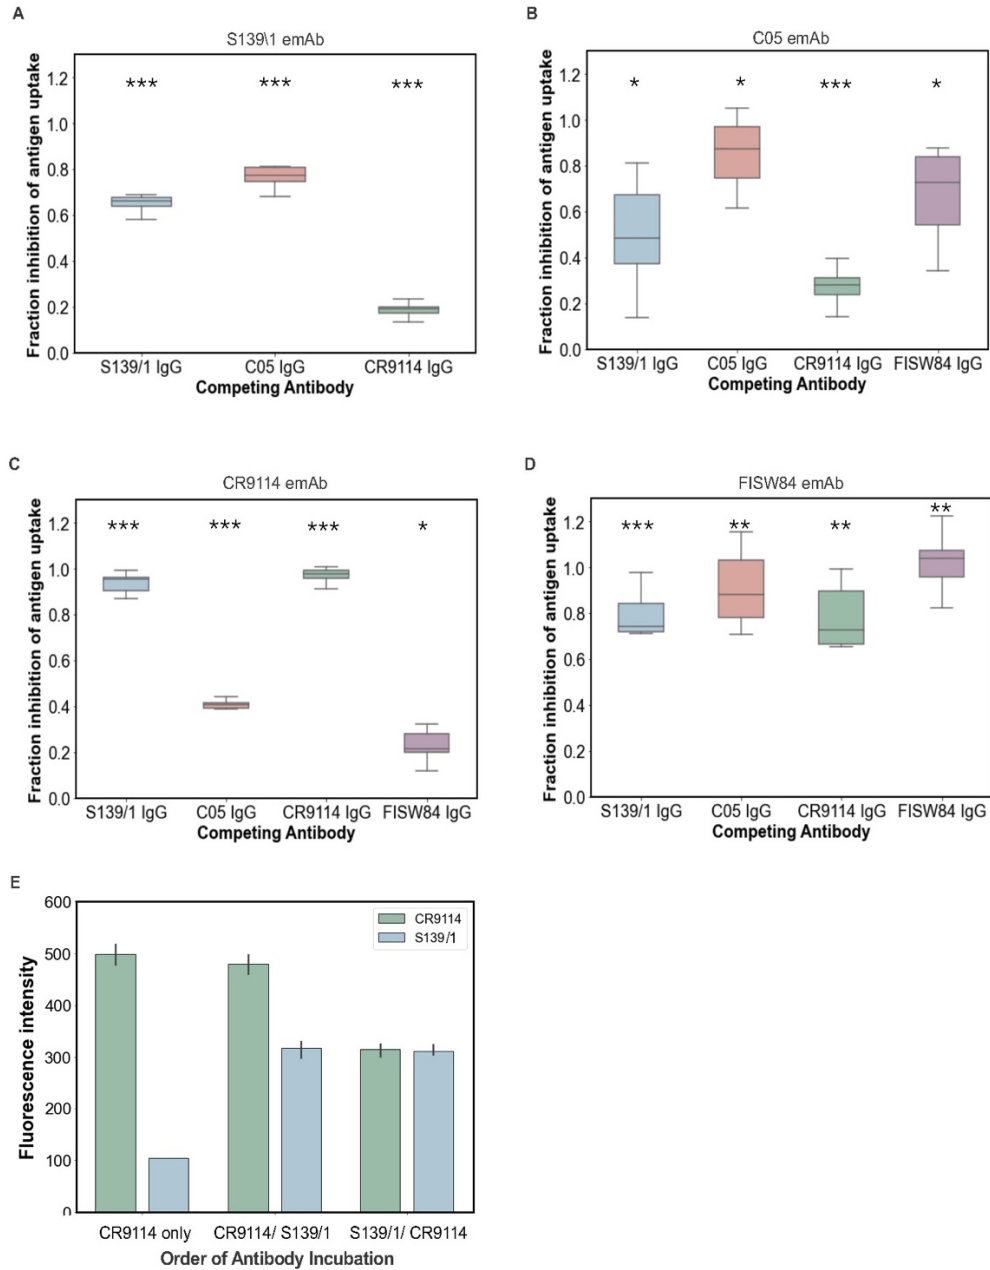 A
S139\1 emAb
Fraction inhibition of antigen uptake
1.2
1.0
0.8
0.6
0.4
0.2
0.0
***
***
***
S139/1 IgG C05 IgG CR9114 IgG
Competing Antibody
B
C05 emAb
Fraction inhibition of antigen uptake
1.2
1.0
0.8
0.6
0.4
0.2
0.0
*
*
***
*
S139/1 IgG C05 IgG CR9114 IgG FISW84 IgG
Competing Antibody
C
CR9114 emAb
Fraction inhibition of antigen uptake
1.2
1.0
0.8
0.6
0.4
0.2
0.0
***
***
***
*
S139/1 IgG C05 IgG CR9114 IgG FISW84 IgG
Competing Antibody
D
FISW84 emAb
Fraction inhibition of antigen uptake
1.2
1.0
0.8
0.6
0.4
0.2
0.0
***
**
**
**
S139/1 IgG C05 IgG CR9114 IgG FISW84 IgG
Competing Antibody
E
Fluorescence intensity
600
500
400
300
200
100
0
CR9114
S139/1
CR9114 only CR9114/ S139/1 S139/1/ CR9114
Order of Antibody Incubation